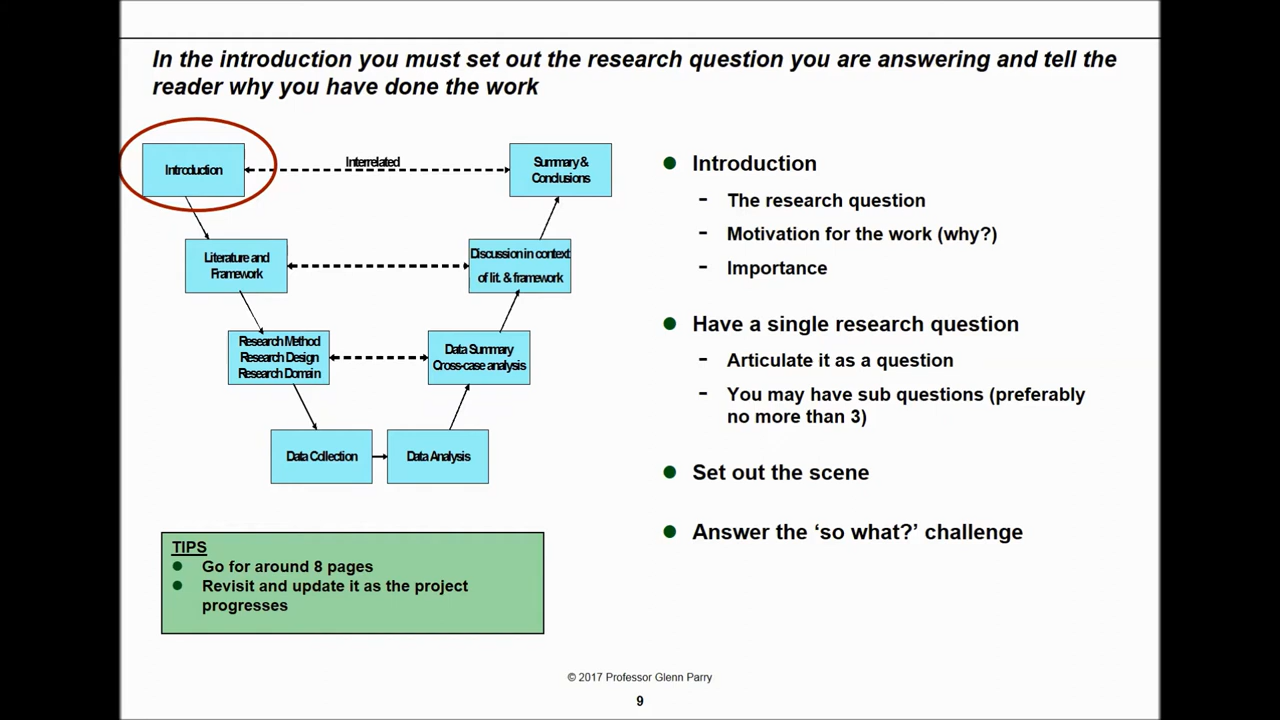 In the introduction you must set out the research question you are answering and tell the
reader why you have done the work
Introduction
Interrelated
Summary &
Conclusions
Literature and
Framework
Discussion in context
of lit. & framework
Research Method
Research Design
Research Domain
Data Summary
Cross-case analysis
Data Collection
Data Analysis
TIPS
Go for around 8 pages
Revisit and update it as the project
progresses
Introduction
- The research question
- Motivation for the work (why?)
- Importance
Have a single research question
- Articulate it as a question
- You may have sub questions (preferably
no more than 3)
Set out the scene
Answer the ‘so what?’ challenge
© 2017 Professor Glenn Parry
9